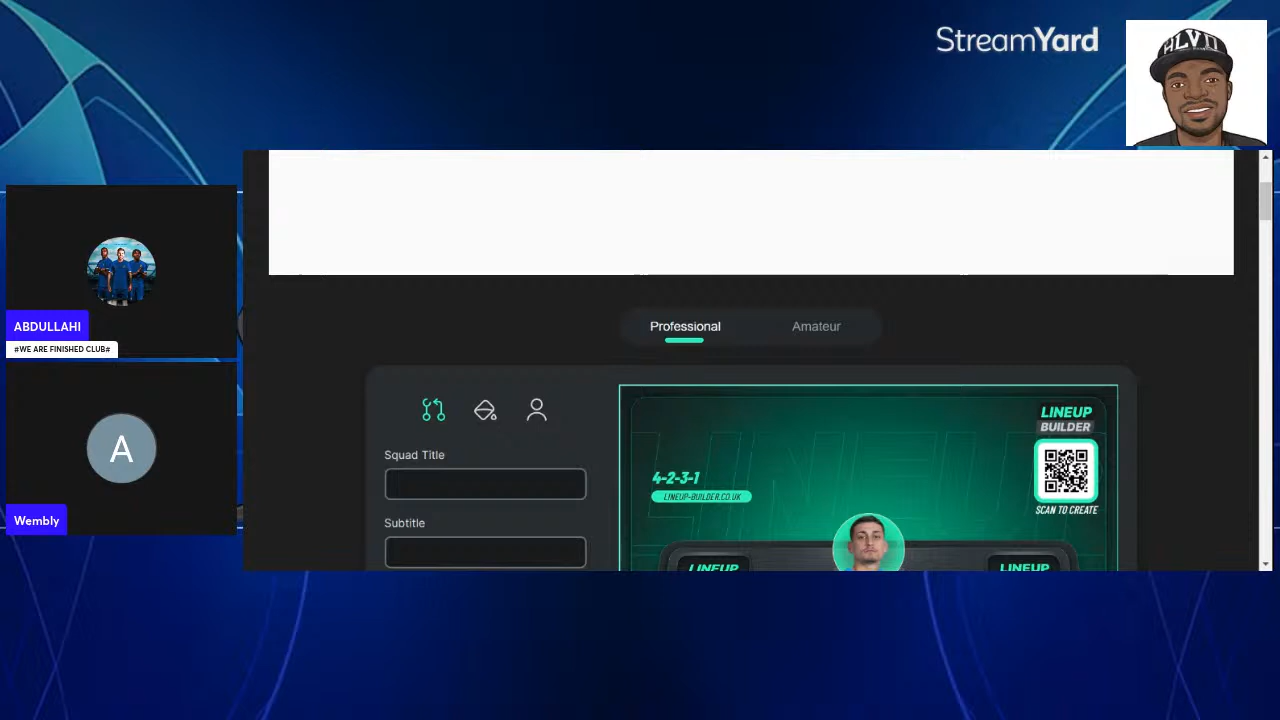 StreamYard
HLVD
ABDULLAHI
#WE ARE FINISHED CLUB#
A
Wembly
Professional
Amateur
Squad Title
Subtitle
LINEUP
BUILDER
4-2-3-1
LINEUP-BUILDER.CO.UK
SCAN TO CREATE
LINEUP
LINEUP